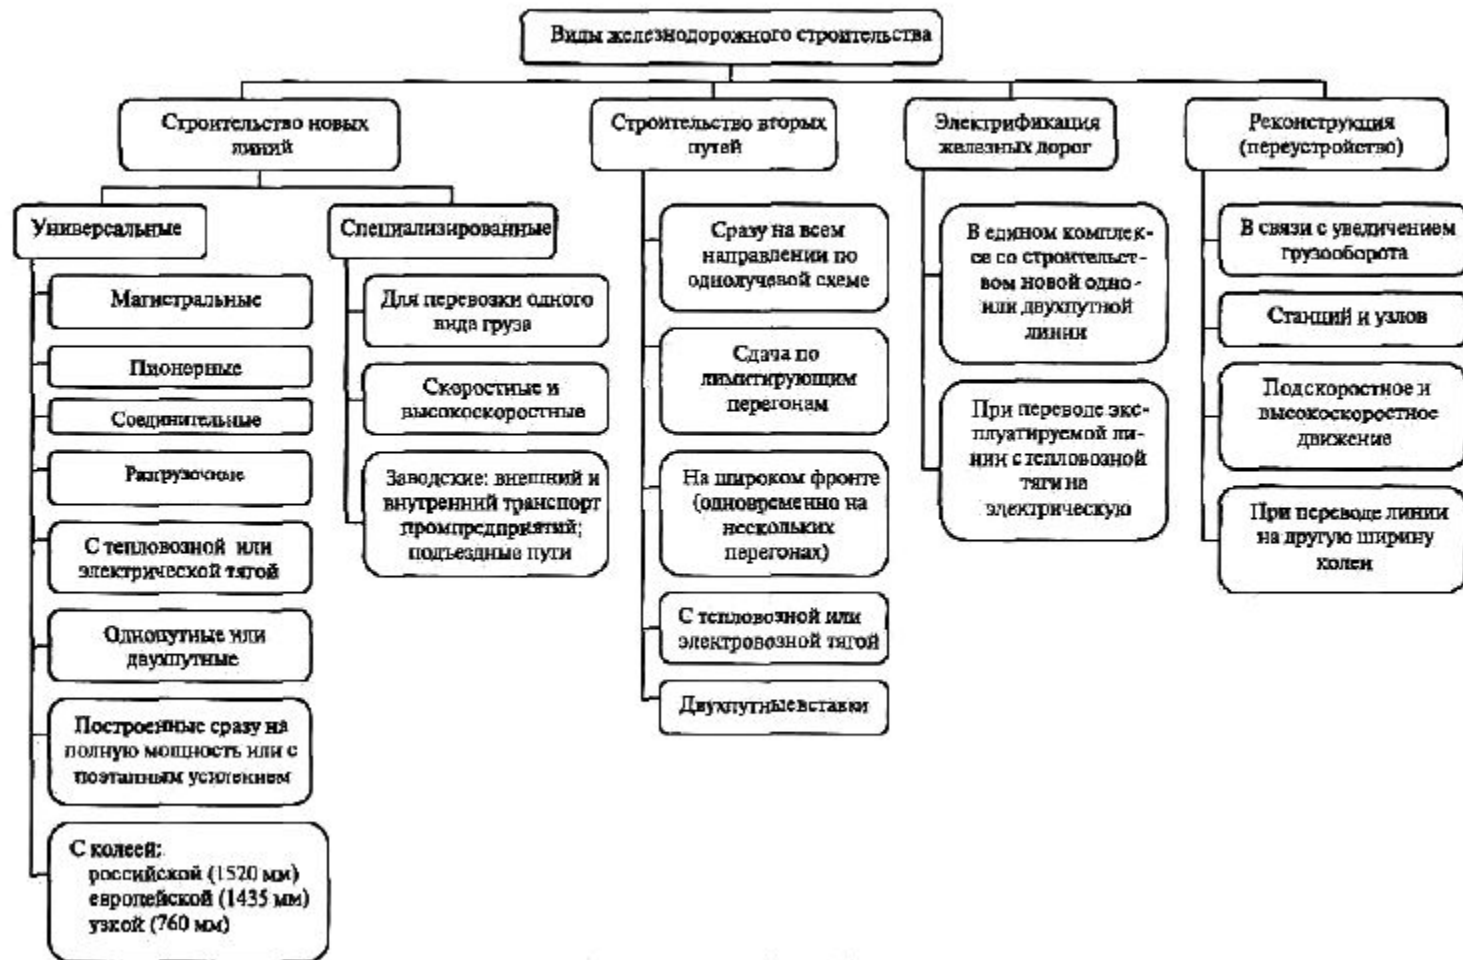 Виды железнодорожного строительства
Строительство новых
линий
Универсальные
Магистральные
Пионерные
Соединительные
Разгрузочные
С тепловозной или
электрической тягой
Однопутные или
двухпутные
Построенные сразу на
полную мощность или с
поэтапным усилением
С колеей:
российской (1520 мм)
европейской (1435 мм)
узкой (760 мм)
Специализированные
Для перевозки одного
вида груза
Скоростные и
высокоскоростные
Заводские: внешний и
внутренний транспорт
промпредприятий;
подъездные пути
Строительство вторых
путей
Сразу на всем
направлении по
однолучевой схеме
Сдача по
лимитирующим
перегонам
На широком фронте
(одновременно на
нескольких
перегонах)
С тепловозной или
электровозной тягой
Двухпутные вставки
Электрификация
железных дорог
В едином комплек-
се со строительст-
вом новой одно-
или двухпутной
линии
При переводе экс-
плуатируемой ли-
нии с тепловозной
тяги на
электрическую
Реконструкция
(переустройство)
В связи с увеличением
грузооборота
Станций и узлов
Под скоростное и
высокоскоростное
движение
При переводе линии
на другую ширину
колеи